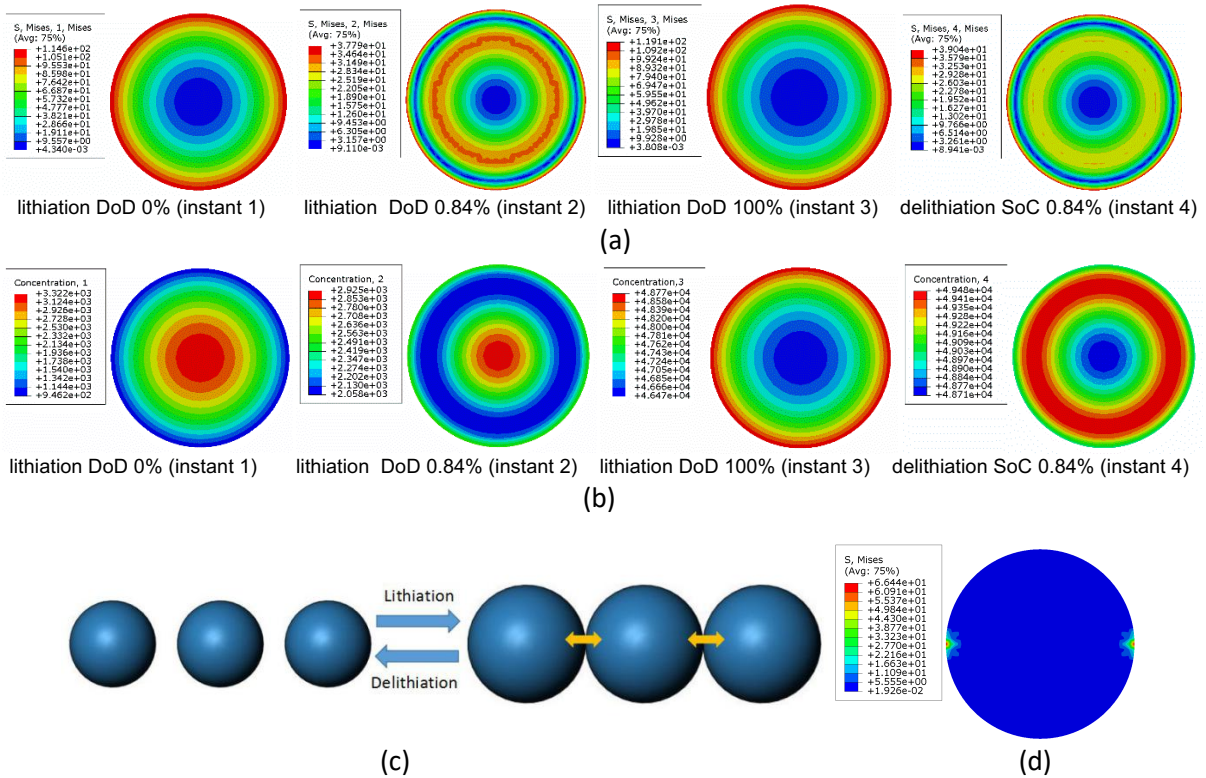 S, Mises, 1, Mises
(Avg: 75%)
+1.146e+02
+1.051e+02
+9.553e+01
+8.598e+01
+7.642e+01
+6.687e+01
+5.732e+01
+4.777e+01
+3.821e+01
+2.866e+01
+1.911e+01
+9.557e+00
+4.340e-03
S, Mises, 2, Mises
(Avg: 75%)
+3.779e+01
+3.464e+01
+3.149e+01
+2.834e+01
+2.519e+01
+2.205e+01
+1.890e+01
+1.575e+01
+1.260e+01
+9.453e+00
+6.305e+00
+3.157e+00
+9.110e-03
S, Mises, 3, Mises
(Avg: 75%)
+1.191e+02
+1.092e+02
+9.924e+01
+8.932e+01
+7.940e+01
+6.947e+01
+5.955e+01
+4.962e+01
+3.970e+01
+2.978e+01
+1.985e+01
+9.928e+00
+3.808e-03
S, Mises, 4, Mises
(Avg: 75%)
+3.904e+01
+3.579e+01
+3.253e+01
+2.928e+01
+2.603e+01
+2.278e+01
+1.952e+01
+1.627e+01
+1.302e+01
+9.766e+00
+6.514e+00
+3.261e+00
+8.941e-03
lithiation DoD 0% (instant 1)
lithiation DoD 0.84% (instant 2)
lithiation DoD 100% (instant 3)
delithiation SoC 0.84% (instant 4)
(a)
Concentration, 1
+3.322e+03
+3.124e+03
+2.926e+03
+2.728e+03
+2.530e+03
+2.332e+03
+2.134e+03
+1.936e+03
+1.738e+03
+1.540e+03
+1.342e+03
+1.144e+03
+9.462e+02
Concentration, 2
+2.925e+03
+2.853e+03
+2.780e+03
+2.708e+03
+2.636e+03
+2.563e+03
+2.491e+03
+2.419e+03
+2.347e+03
+2.274e+03
+2.202e+03
+2.130e+03
+2.058e+03
Concentration,3
+4.877e+04
+4.858e+04
+4.839e+04
+4.820e+04
+4.800e+04
+4.781e+04
+4.762e+04
+4.743e+04
+4.724e+04
+4.705e+04
+4.685e+04
+4.666e+04
+4.647e+04
Concentration, 4
+4.948e+04
+4.941e+04
+4.935e+04
+4.928e+04
+4.922e+04
+4.916e+04
+4.909e+04
+4.903e+04
+4.897e+04
+4.890e+04
+4.884e+04
+4.877e+04
+4.871e+04
lithiation DoD 0% (instant 1)
lithiation DoD 0.84% (instant 2)
lithiation DoD 100% (instant 3)
delithiation SoC 0.84% (instant 4)
(b)
Lithiation
Delithiation
S, Mises
(Avg: 75%)
+6.644e+01
+6.091e+01
+5.537e+01
+4.984e+01
+4.430e+01
+3.877e+01
+3.323e+01
+2.770e+01
+2.216e+01
+1.663e+01
+1.109e+01
+5.555e+00
+1.926e-02
(c)
(d)